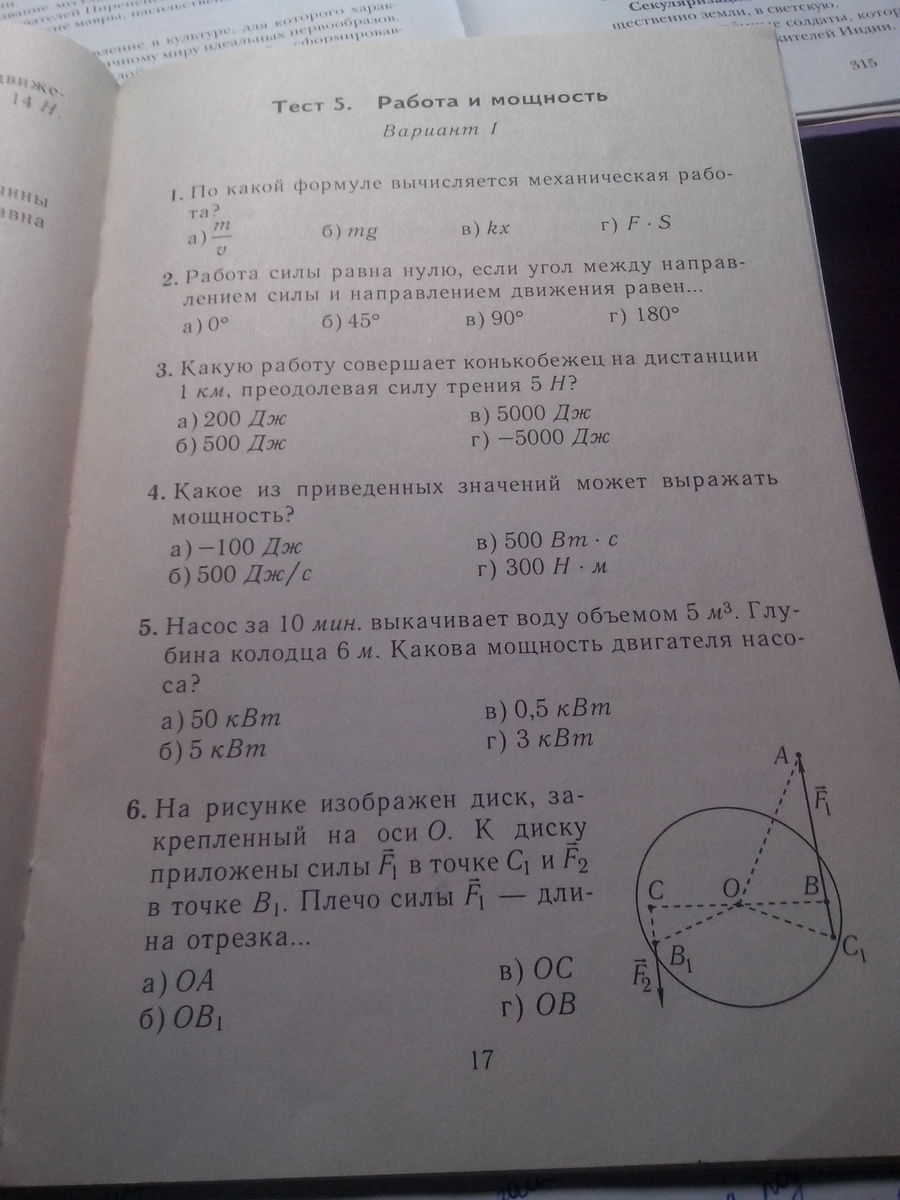 315
14 Н.
Тест 5. Работа и мощность
Вариант 1
1. По какой формуле вычисляется механическая рабо-
та?
а) m/υ б) mg в) kx г) F · S
2. Работа силы равна нулю, если угол между направ-
лением силы и направлением движения равен...
а) 0° б) 45° в) 90° г) 180°
3. Какую работу совершает конькобежец на дистанции
1 км, преодолевая силу трения 5 Н?
а) 200 Дж в) 5000 Дж
б) 500 Дж г) −5000 Дж
4. Какое из приведенных значений может выражать
мощность?
а) −100 Дж в) 500 Вт · с
б) 500 Дж/с г) 300 Н · м
5. Насос за 10 мин. выкачивает воду объемом 5 м³. Глу-
бина колодца 6 м. Какова мощность двигателя насо-
са?
а) 50 кВт в) 0,5 кВт
б) 5 кВт г) 3 кВт
6. На рисунке изображен диск, за-
крепленный на оси О. К диску
приложены силы F⃗₁ в точке C₁ и F⃗₂
в точке B₁. Плечо силы F⃗₁ — дли-
на отрезка...
а) OA в) OC
б) OB₁ г) OB
A
F⃗₁
C O B
B₁ C₁
F⃗₂
17